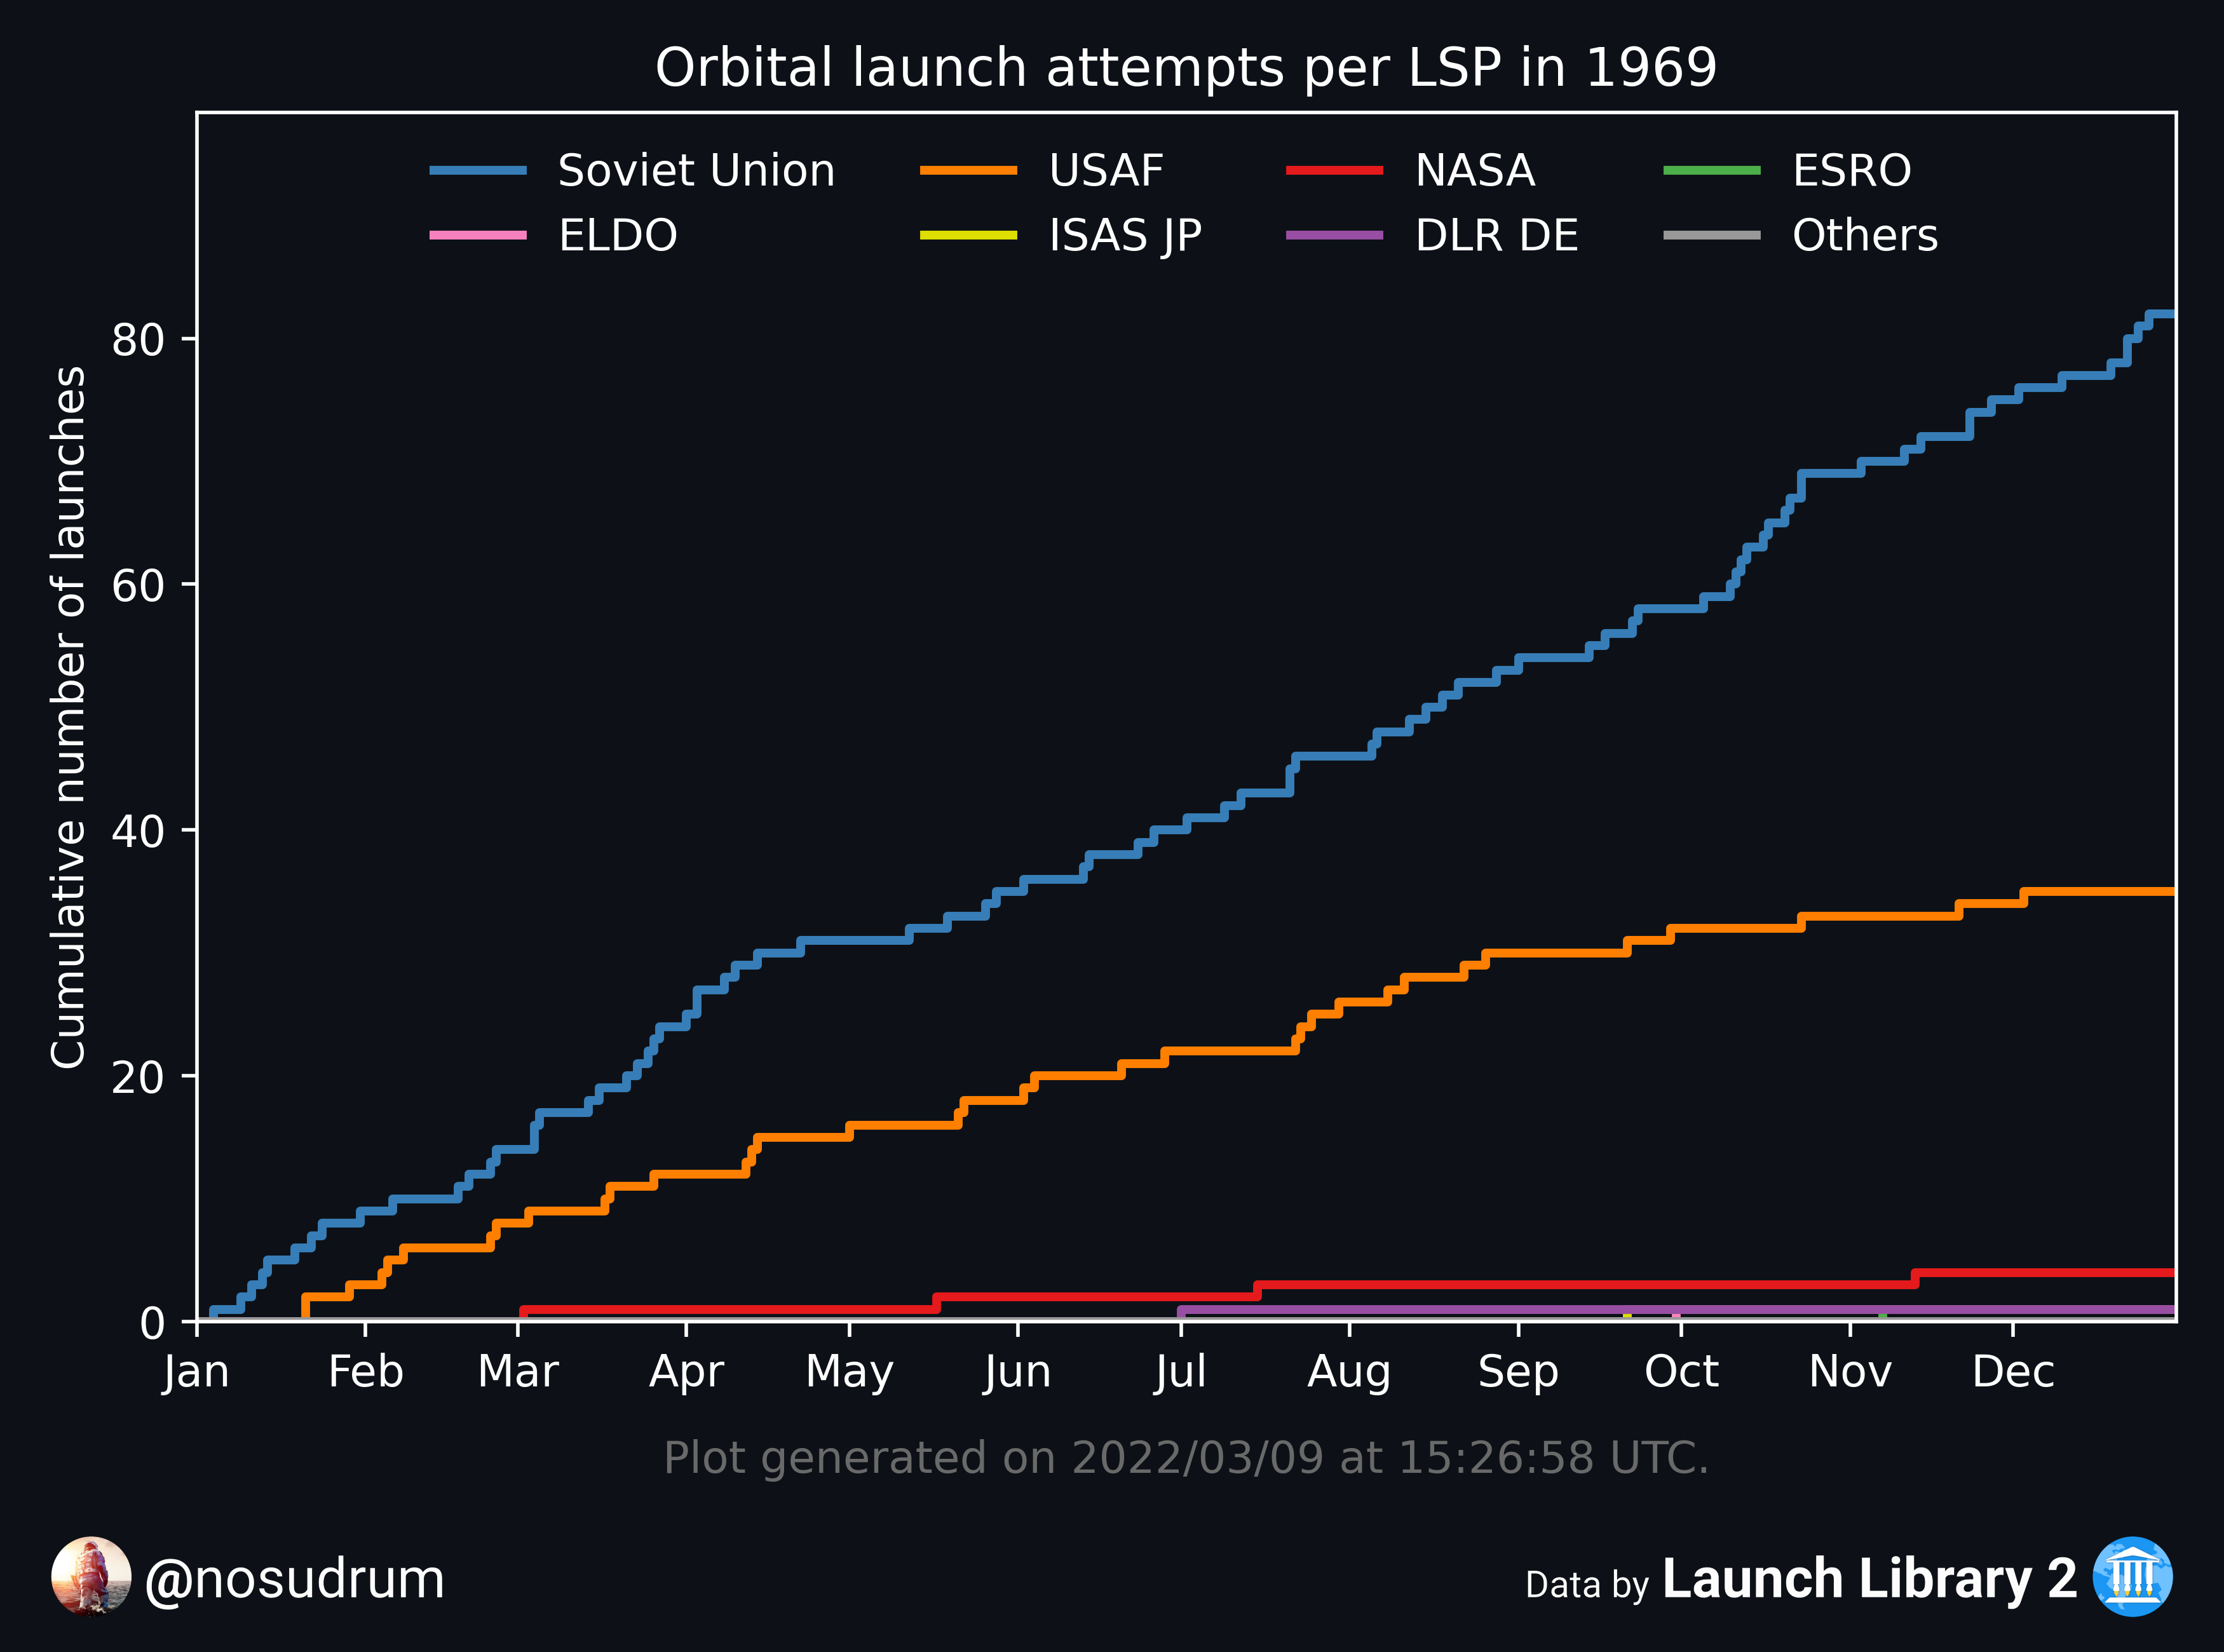 Orbital launch attempts per LSP in 1969
Soviet Union USAF NASA ESRO
ELDO ISAS JP DLR DE Others
Cumulative number of launches
80
60
40
20
0
Jan Feb Mar Apr May Jun Jul Aug Sep Oct Nov Dec
Plot generated on 2022/03/09 at 15:26:58 UTC.
@nosudrum
Data by Launch Library 2